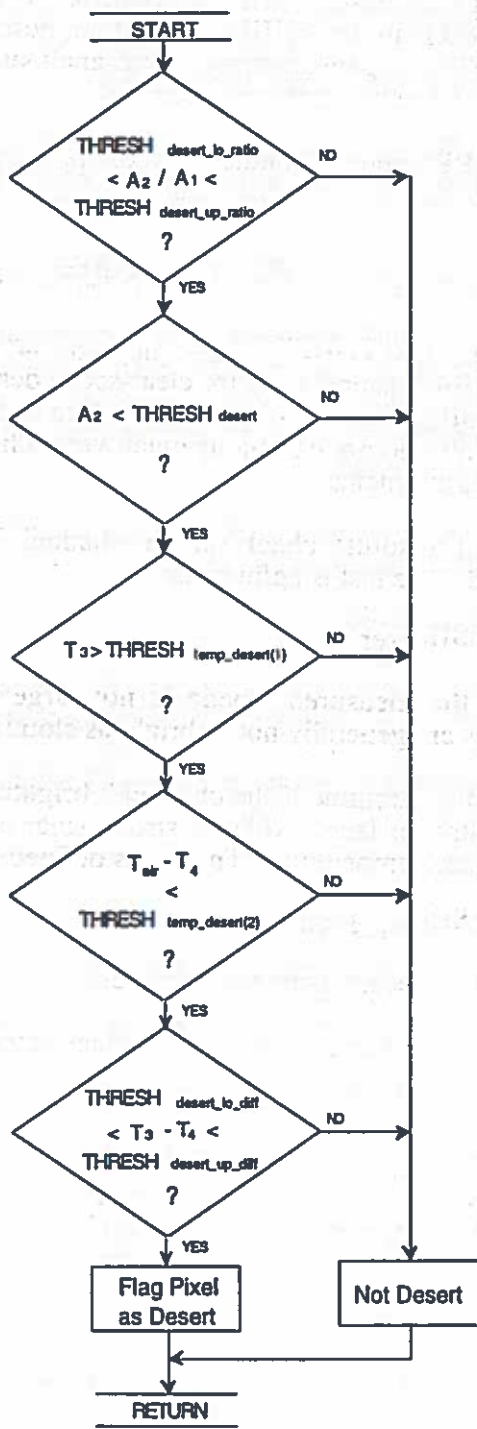 START
THRESH desert_lo_ratio
< A2 / A1 <
THRESH desert_up_ratio
?
NO
YES
A2 < THRESH desert
?
NO
YES
T3 > THRESH temp_desert(1)
?
NO
YES
Tair - T4
<
THRESH temp_desert(2)
?
NO
YES
THRESH desert_lo_diff
< T3 - T4 <
THRESH desert_up_diff
?
NO
YES
Flag Pixel
as Desert
Not Desert
RETURN